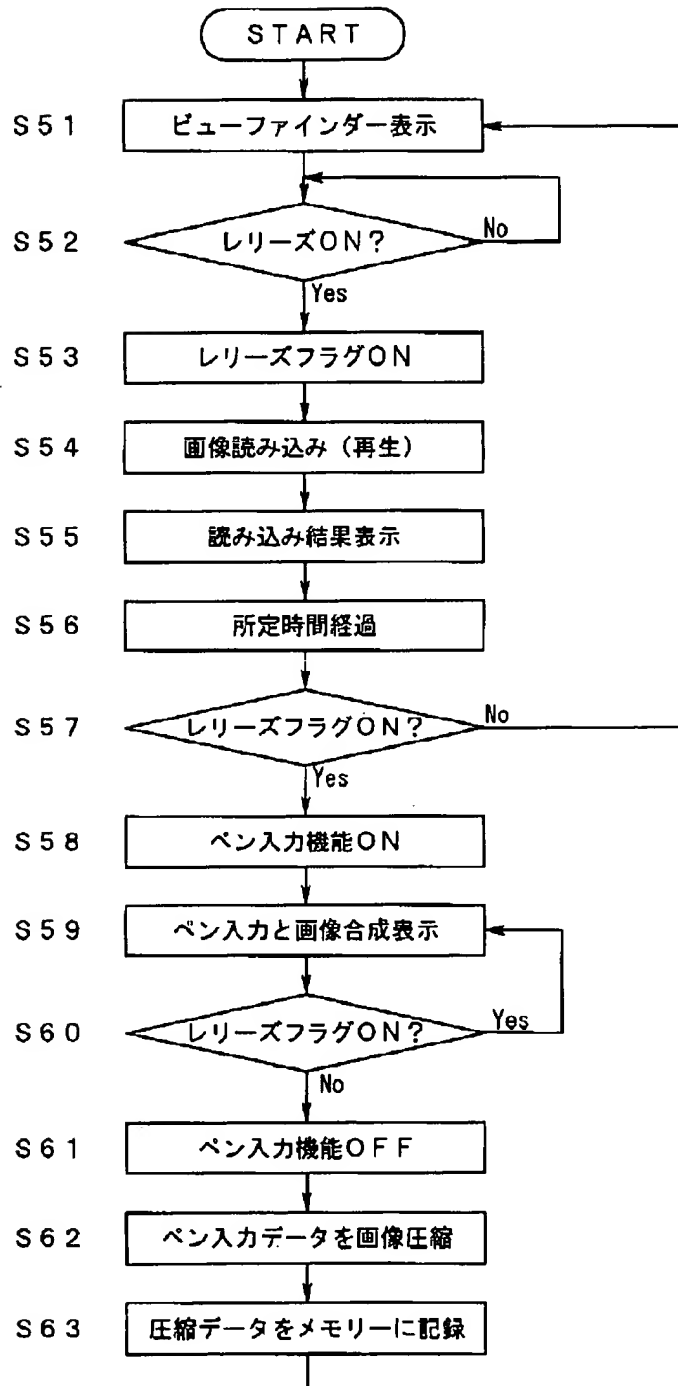 START
S51 ビューファインダー表示
S52 レリーズON? No
Yes
S53 レリーズフラグON
S54 画像読み込み(再生)
S55 読み込み結果表示
S56 所定時間経過
S57 レリーズフラグON? No
Yes
S58 ペン入力機能ON
S59 ペン入力と画像合成表示
S60 レリーズフラグON? Yes
No
S61 ペン入力機能OFF
S62 ペン入力データを画像圧縮
S63 圧縮データをメモリーに記録